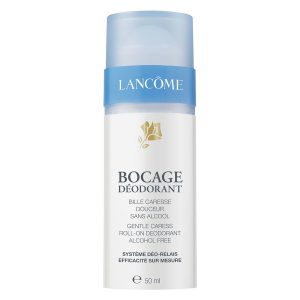 LANCÔME
BOCAGE
DÉODORANT
BILLE CARESSE
DOUCEUR
SANS ALCOOL
GENTLE CARESS
ROLL-ON DEODORANT
ALCOHOL FREE
SYSTÈME DÉO-RELAIS
EFFICACITÉ SUR MESURE
50 ml